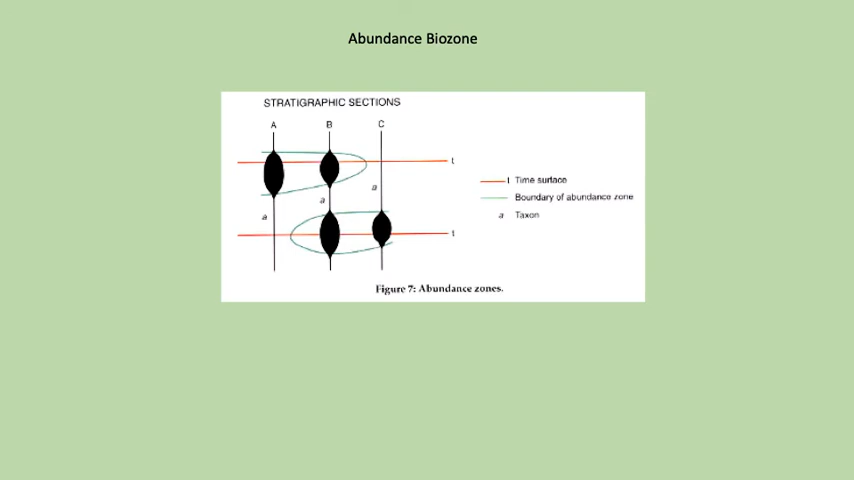 Abundance Biozone
STRATIGRAPHIC SECTIONS
A B C
t
a
a
a
t
t Time surface
Boundary of abundance zone
a Taxon
Figure 7: Abundance zones.